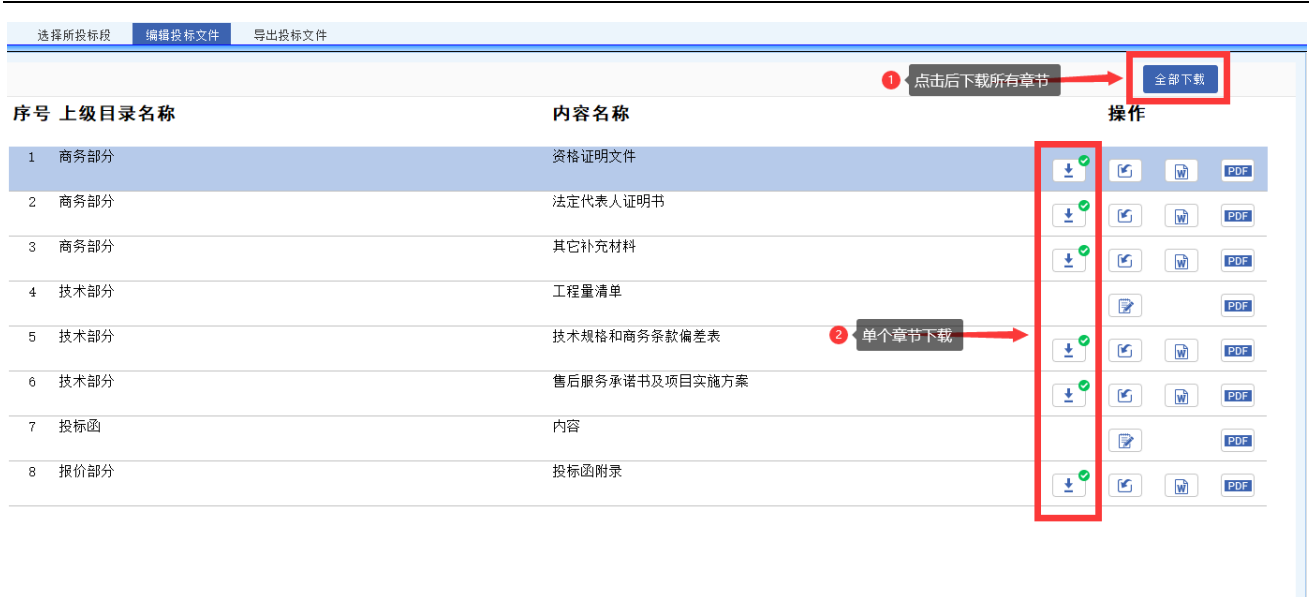 选择所投标段 编辑投标文件 导出投标文件
1 点击后下载所有章节 全部下载
序号 上级目录名称 内容名称 操作
1 商务部分 资格证明文件 W PDF
2 商务部分 法定代表人证明书 W PDF
3 商务部分 其它补充材料 W PDF
4 技术部分 工程量清单 PDF
2 单个章节下载
5 技术部分 技术规格和商务条款偏差表 W PDF
6 技术部分 售后服务承诺书及项目实施方案 W PDF
7 投标函 内容 PDF
8 报价部分 投标函附录 W PDF